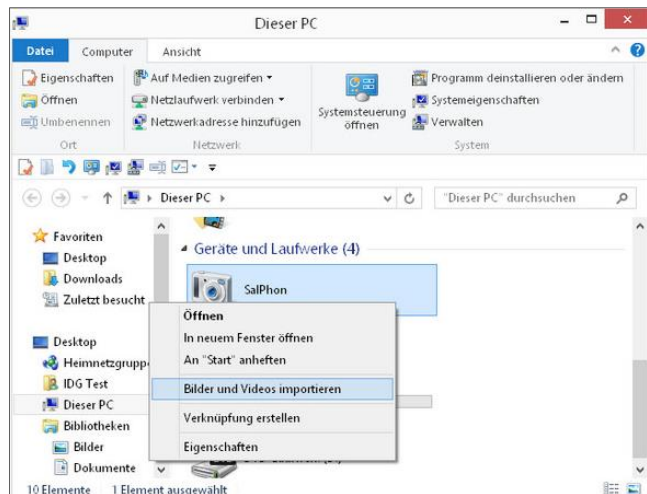 Dieser PC
Datei Computer Ansicht
Eigenschaften
Öffnen
Umbenennen
Ort
Auf Medien zugreifen
Netzlaufwerk verbinden
Netzwerkadresse hinzufügen
Netzwerk
Systemsteuerung
öffnen
Programm deinstallieren oder ändern
Systemeigenschaften
Verwalten
System
Dieser PC
"Dieser PC" durchsuchen
Favoriten
Desktop
Downloads
Zuletzt besucht
Desktop
Heimnetzgruppe
IDG Test
Dieser PC
Bibliotheken
Bilder
Dokumente
Geräte und Laufwerke (4)
SalPhon
Öffnen
In neuem Fenster öffnen
An "Start" anheften
Bilder und Videos importieren
Verknüpfung erstellen
Eigenschaften
10 Elemente 1 Element ausgewählt